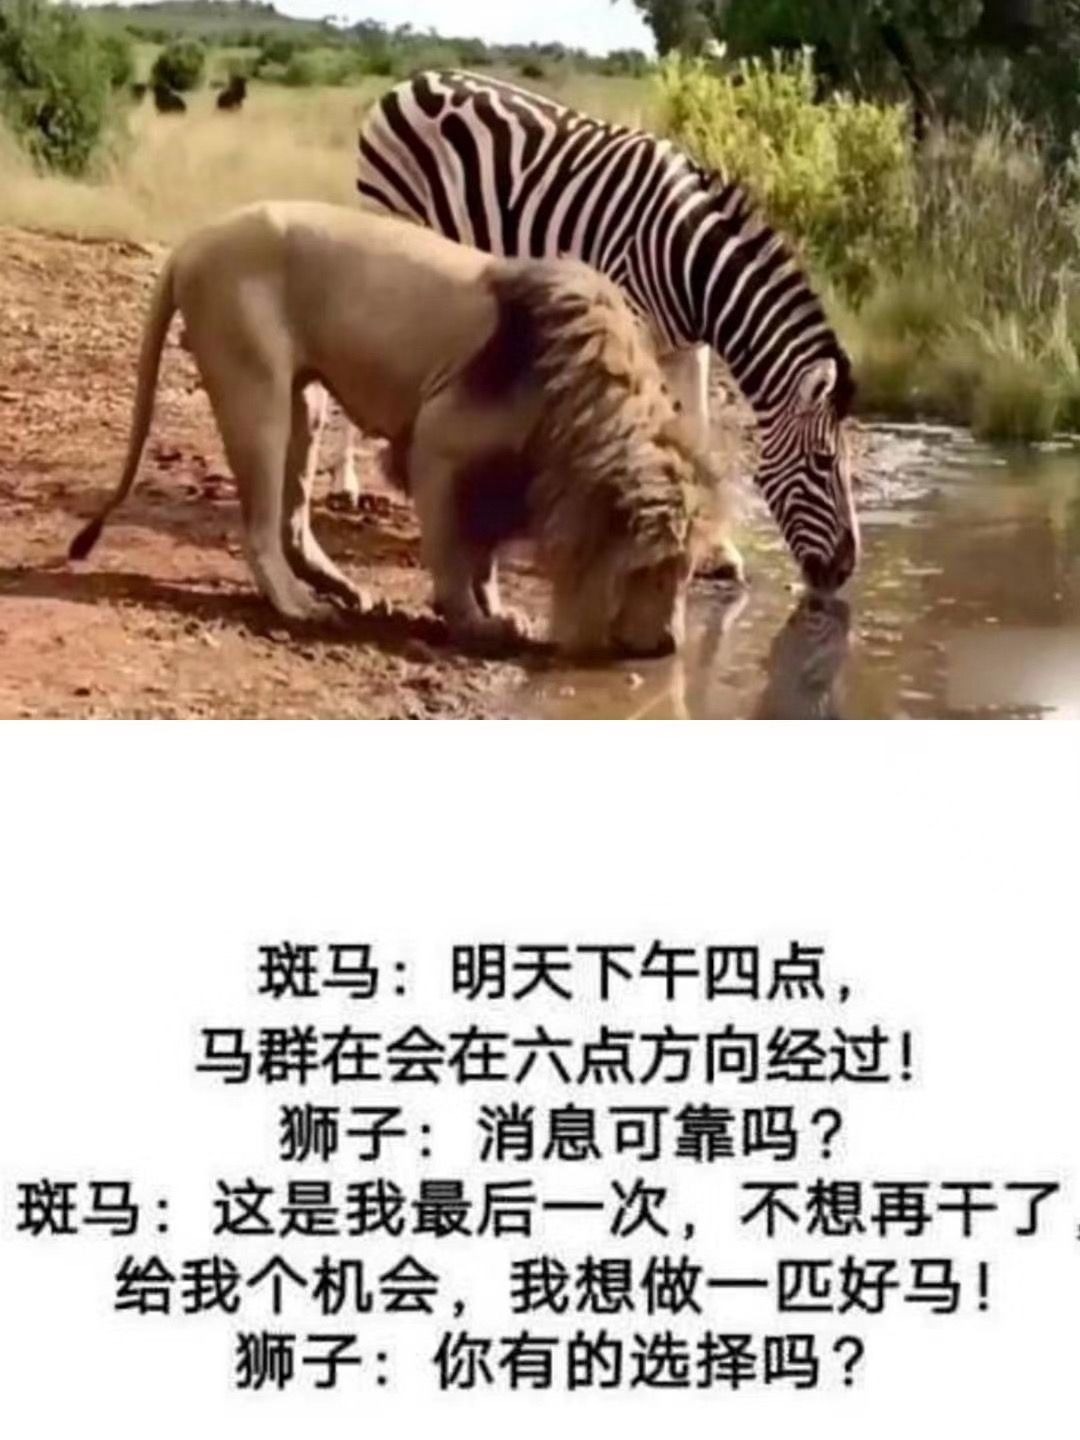 斑马：明天下午四点，
马群在会在六点方向经过！
狮子：消息可靠吗？
斑马：这是我最后一次，不想再干了，
给我个机会，我想做一匹好马！
狮子：你有的选择吗？